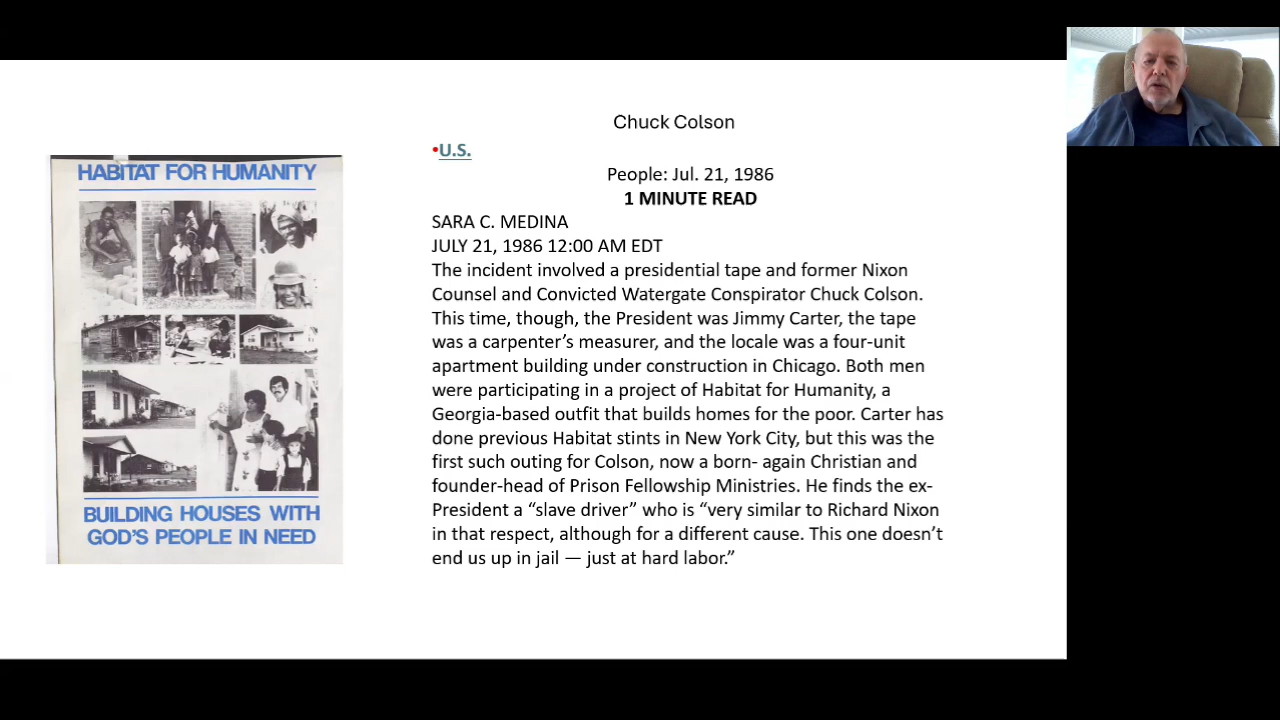 HABITAT FOR HUMANITY
BUILDING HOUSES WITH
GOD'S PEOPLE IN NEED
Chuck Colson
•U.S.
People: Jul. 21, 1986
1 MINUTE READ
SARA C. MEDINA
JULY 21, 1986 12:00 AM EDT
The incident involved a presidential tape and former Nixon
Counsel and Convicted Watergate Conspirator Chuck Colson.
This time, though, the President was Jimmy Carter, the tape
was a carpenter’s measurer, and the locale was a four-unit
apartment building under construction in Chicago. Both men
were participating in a project of Habitat for Humanity, a
Georgia-based outfit that builds homes for the poor. Carter has
done previous Habitat stints in New York City, but this was the
first such outing for Colson, now a born- again Christian and
founder-head of Prison Fellowship Ministries. He finds the ex-
President a “slave driver” who is “very similar to Richard Nixon
in that respect, although for a different cause. This one doesn’t
end us up in jail — just at hard labor.”